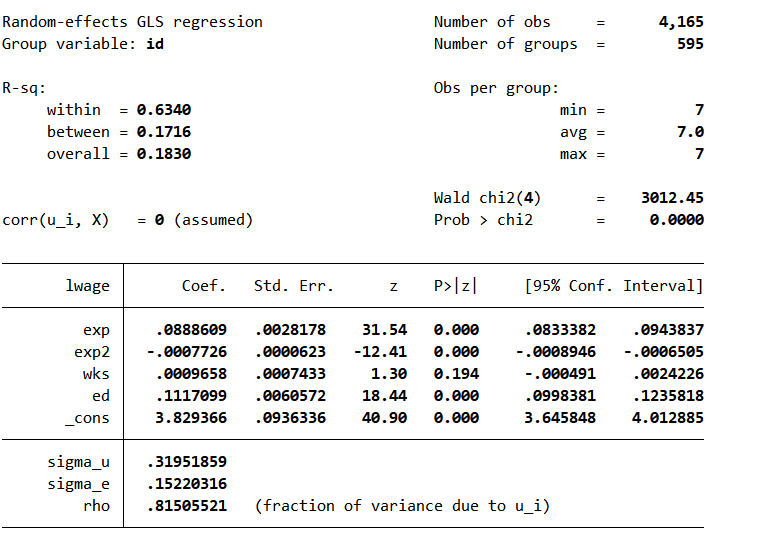 Random-effects GLS regression Number of obs = 4,165
Group variable: id Number of groups = 595
R-sq: Obs per group:
within = 0.6340 min = 7
between = 0.1716 avg = 7.0
overall = 0.1830 max = 7
Wald chi2(4) = 3012.45
corr(u_i, X) = 0 (assumed) Prob > chi2 = 0.0000
lwage Coef. Std. Err. z P>|z| [95% Conf. Interval]
exp .0888609 .0028178 31.54 0.000 .0833382 .0943837
exp2 -.0007726 .0000623 -12.41 0.000 -.0008946 -.0006505
wks .0009658 .0007433 1.30 0.194 -.000491 .0024226
ed .1117099 .0060572 18.44 0.000 .0998381 .1235818
_cons 3.829366 .0936336 40.90 0.000 3.645848 4.012885
sigma_u .31951859
sigma_e .15220316
rho .81505521 (fraction of variance due to u_i)